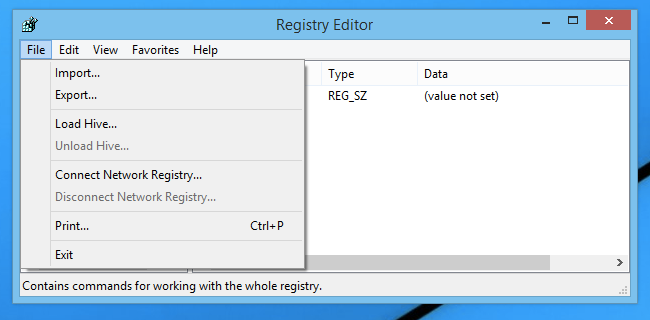 Registry Editor
File Edit View Favorites Help
Import...
Type Data
Export...
REG_SZ (value not set)
Load Hive...
Unload Hive...
Connect Network Registry...
Disconnect Network Registry...
Print... Ctrl+P
Exit
Contains commands for working with the whole registry.